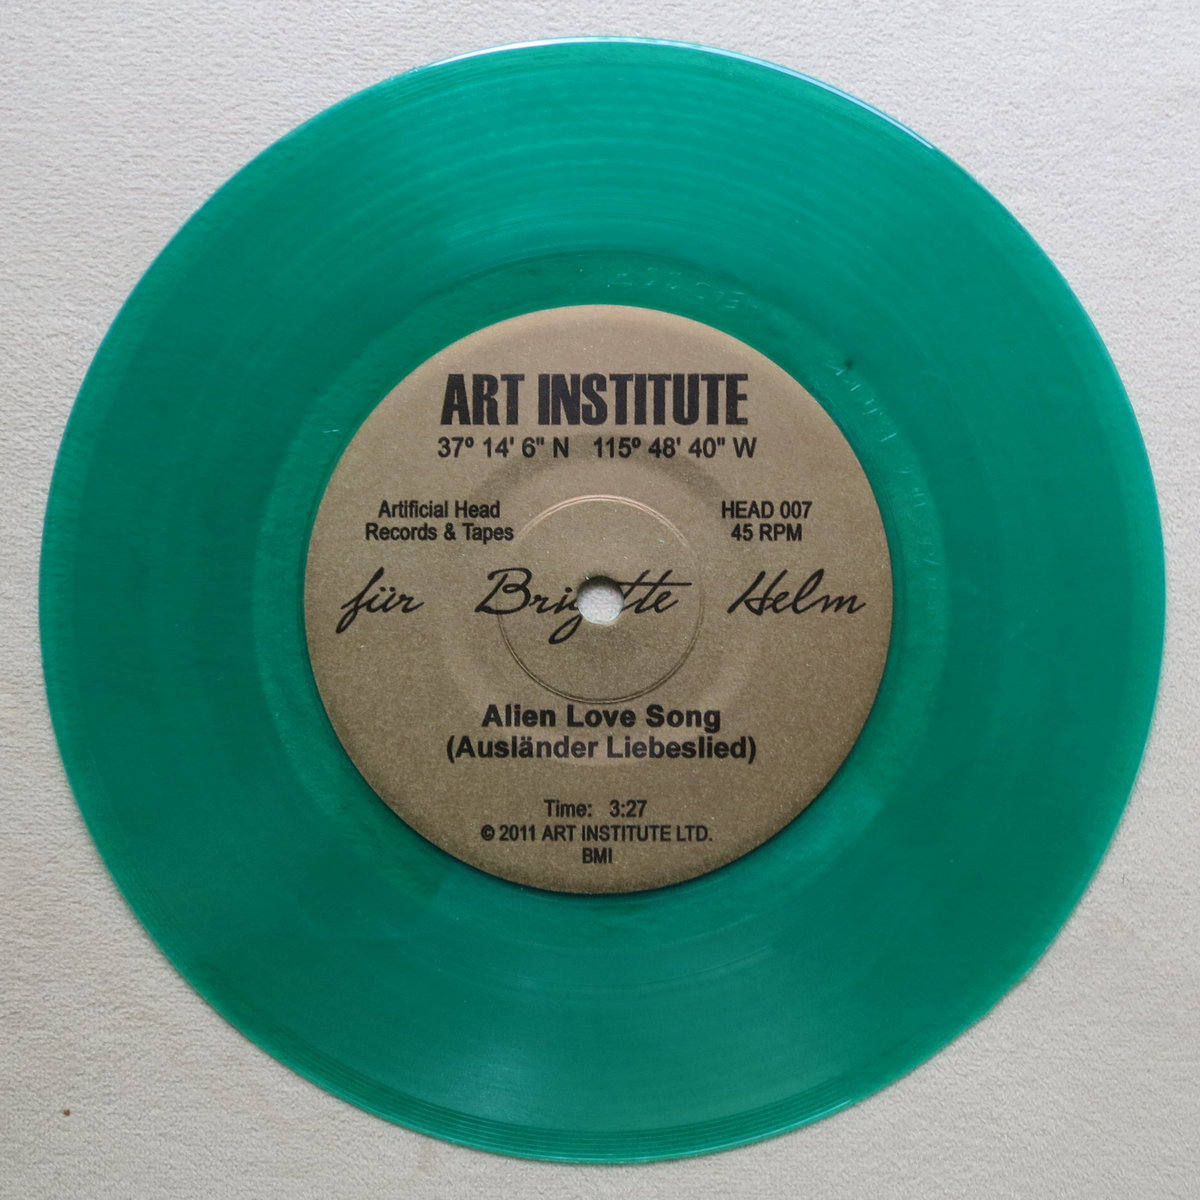 ART INSTITUTE
37º 14' 6" N 115º 48' 40" W
Artificial Head
Records & Tapes
HEAD 007
45 RPM
für Brigitte Helm
Alien Love Song
(Ausländer Liebeslied)
Time: 3:27
© 2011 ART INSTITUTE LTD.
BMI